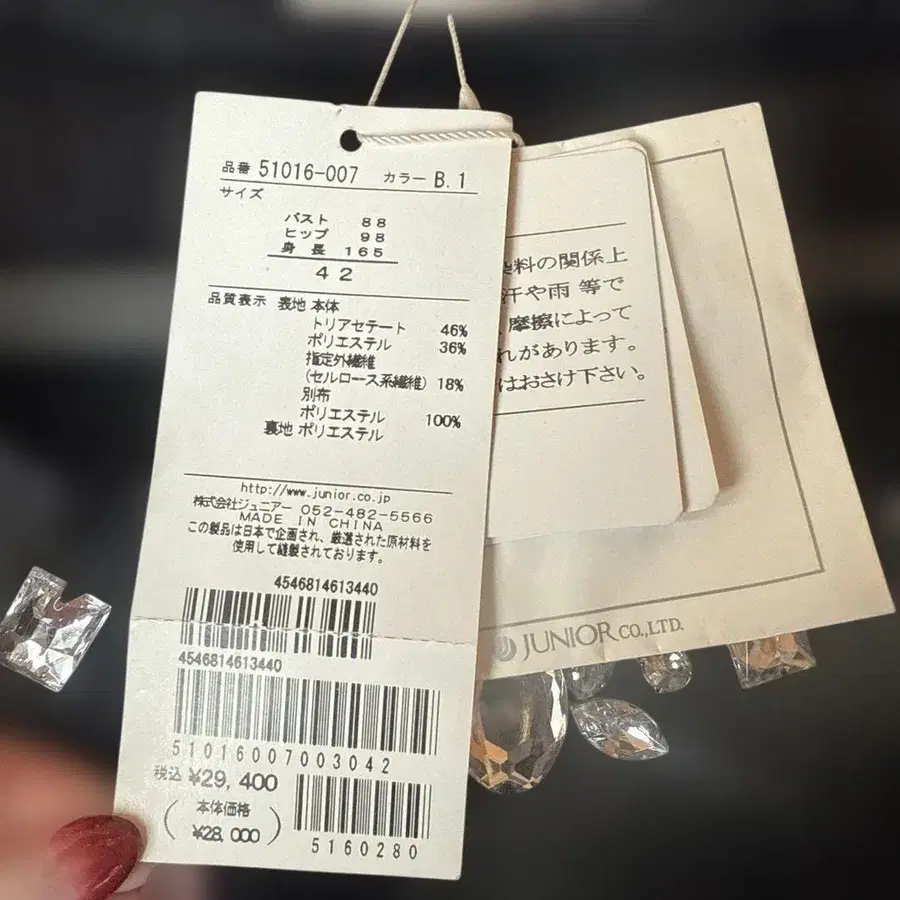 品番 51016-007 カラー B.1
サイズ
バスト 88
ヒップ 98
身長 165
42
品質表示 表地 本体
トリアセテート 46%
ポリエステル 36%
指定外繊維
(セルロース系繊維) 18%
別布
ポリエステル 100%
裏地 ポリエステル
http://www.junior.co.jp
株式会社ジュニアー 052-482-5566
MADE IN CHINA
この製品は日本で企画され、厳選された原材料を
使用して縫製されております。
4546814613440
4546814613440
51016007003042
税込 ¥29,400
(本体価格
¥28,000)
5160280
料の関係上
汗や雨 等で
摩擦によって
れがあります。
はおさけ下さい。
JUNIOR CO.,LTD.